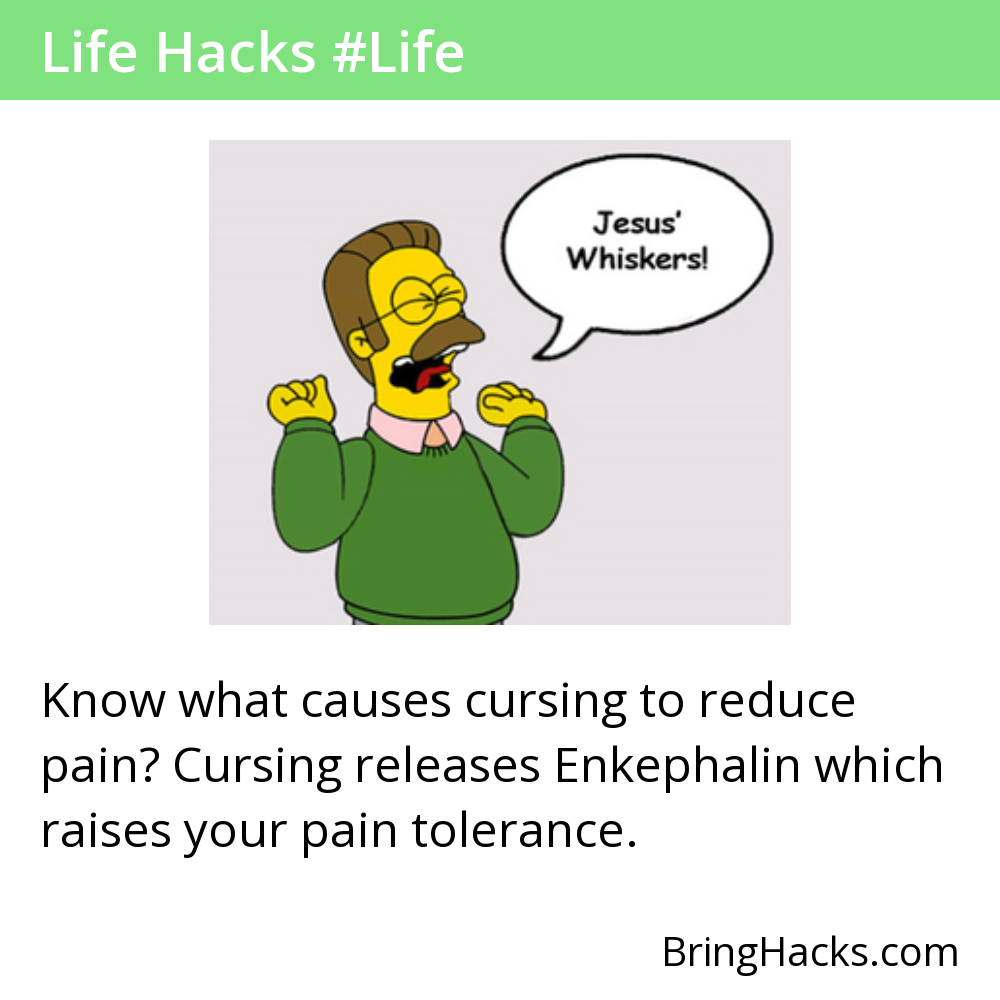 Life Hacks #Life
Jesus'
Whiskers!
Know what causes cursing to reduce
pain? Cursing releases Enkephalin which
raises your pain tolerance.
BringHacks.com